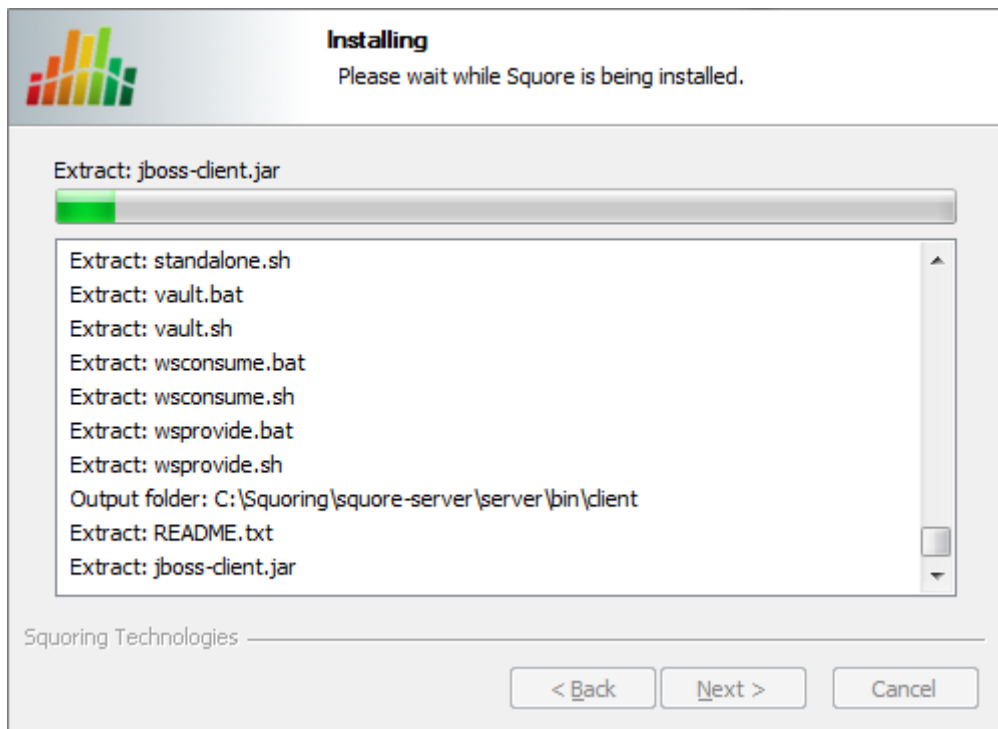 Installing
Please wait while Squore is being installed.
Extract: jboss-client.jar
Extract: standalone.sh
Extract: vault.bat
Extract: vault.sh
Extract: wsconsume.bat
Extract: wsconsume.sh
Extract: wsprovide.bat
Extract: wsprovide.sh
Output folder: C:\Squoring\squore-server\server\bin\client
Extract: README.txt
Extract: jboss-client.jar
Squoring Technologies
< Back Next > Cancel